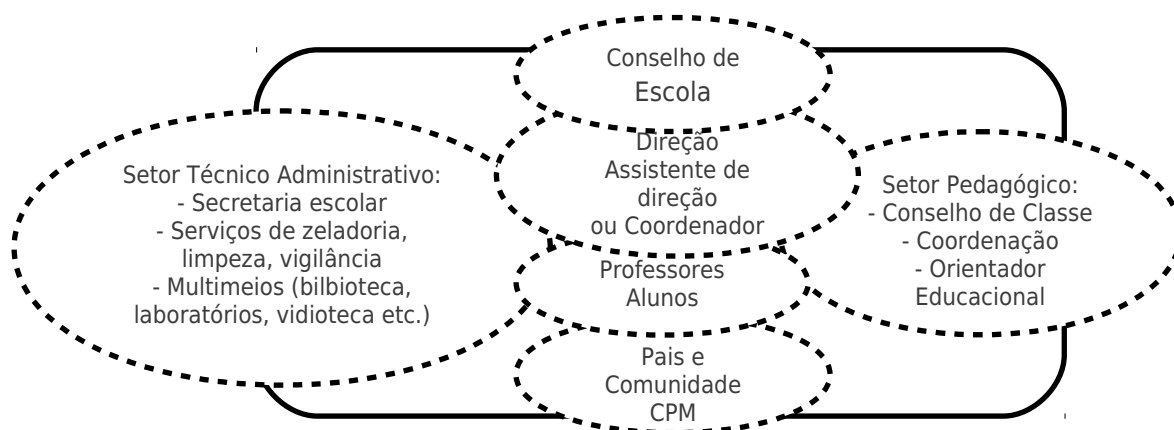 Conselho de
Escola
Direção
Assistente de
direção
ou Coordenador
Setor Técnico Administrativo:
- Secretaria escolar
- Serviços de zeladoria,
limpeza, vigilância
- Multimeios (bilbioteca,
laboratórios, vidioteca etc.)
Setor Pedagógico:
- Conselho de Classe
- Coordenação
- Orientador
Educacional
Professores
Alunos
Pais e
Comunidade
CPM